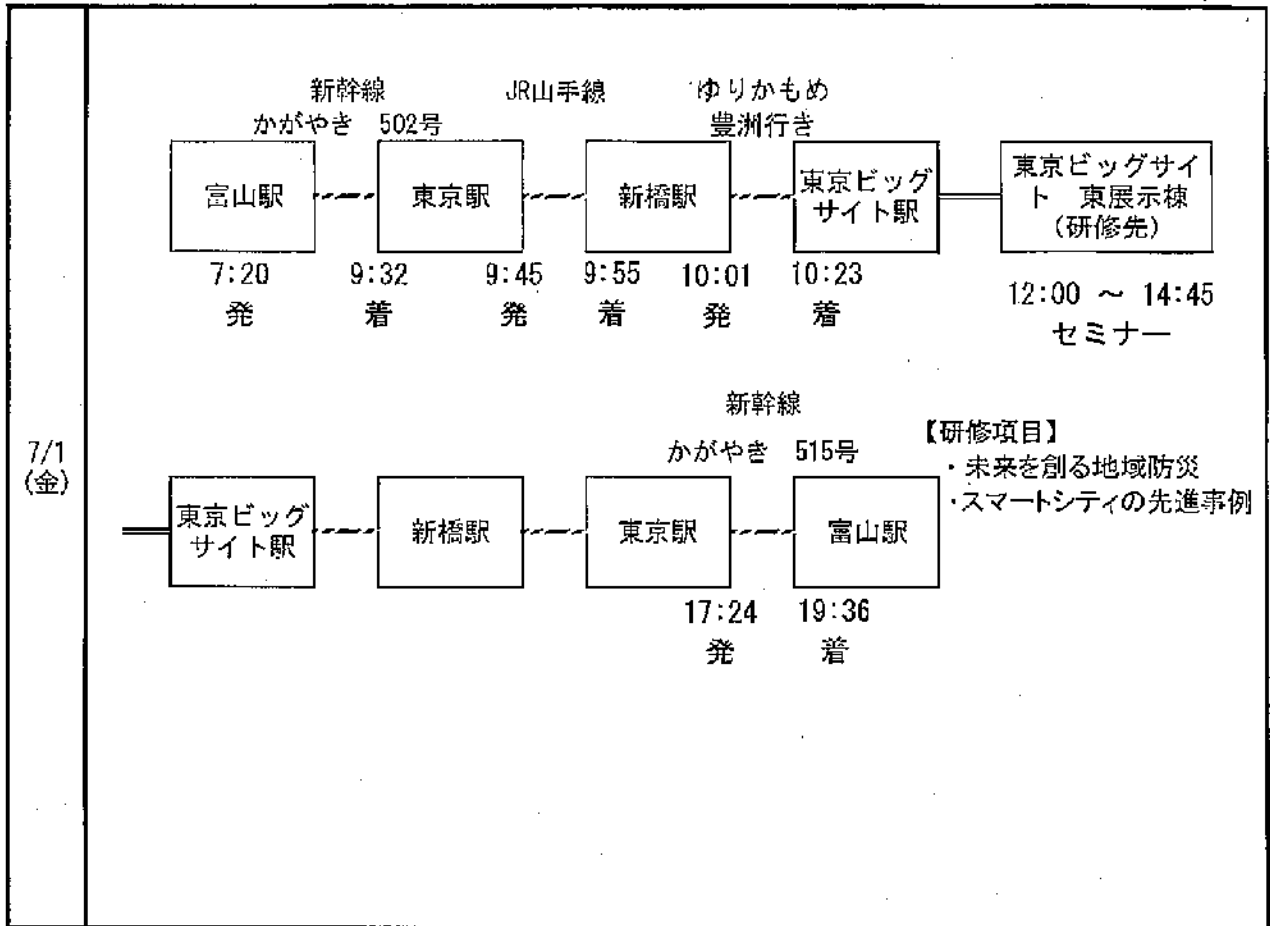 7/1
(金)
新幹線
かがやき 502号
JR山手線
ゆりかもめ
豊洲行き
富山駅
東京駅
新橋駅
東京ビッグ
サイト駅
東京ビッグサイ
ト 東展示棟
(研修先)
7:20
発
9:32
着
9:45
発
9:55
着
10:01
発
10:23
着
12:00 ~ 14:45
セミナー
新幹線
かがやき 515号
【研修項目】
・未来を創る地域防災
・スマートシティの先進事例
東京ビッグ
サイト駅
新橋駅
東京駅
富山駅
17:24
発
19:36
着